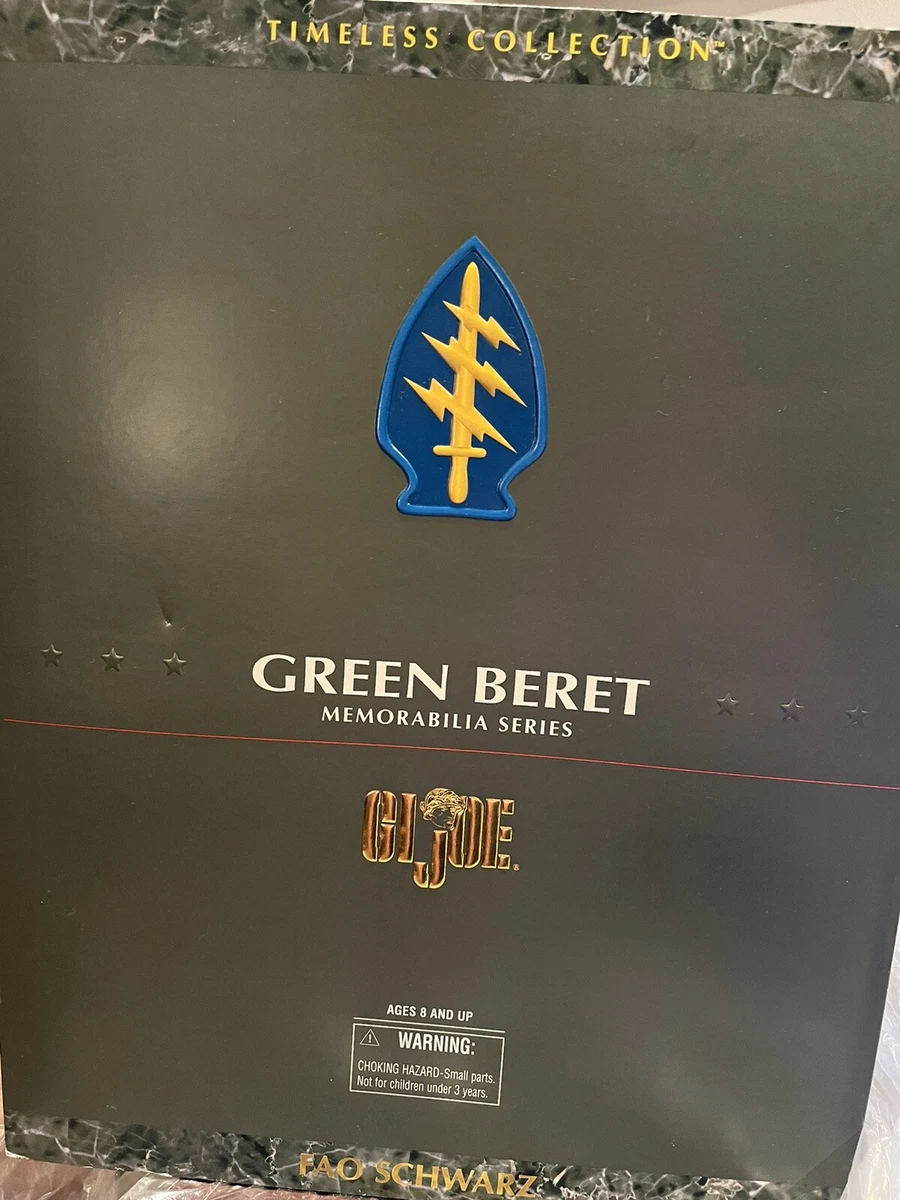 TIMELESS COLLECTION™
GREEN BERET
MEMORABILIA SERIES
GI JOE®
AGES 8 AND UP
WARNING:
CHOKING HAZARD-Small parts.
Not for children under 3 years.
FAO SCHWARZ